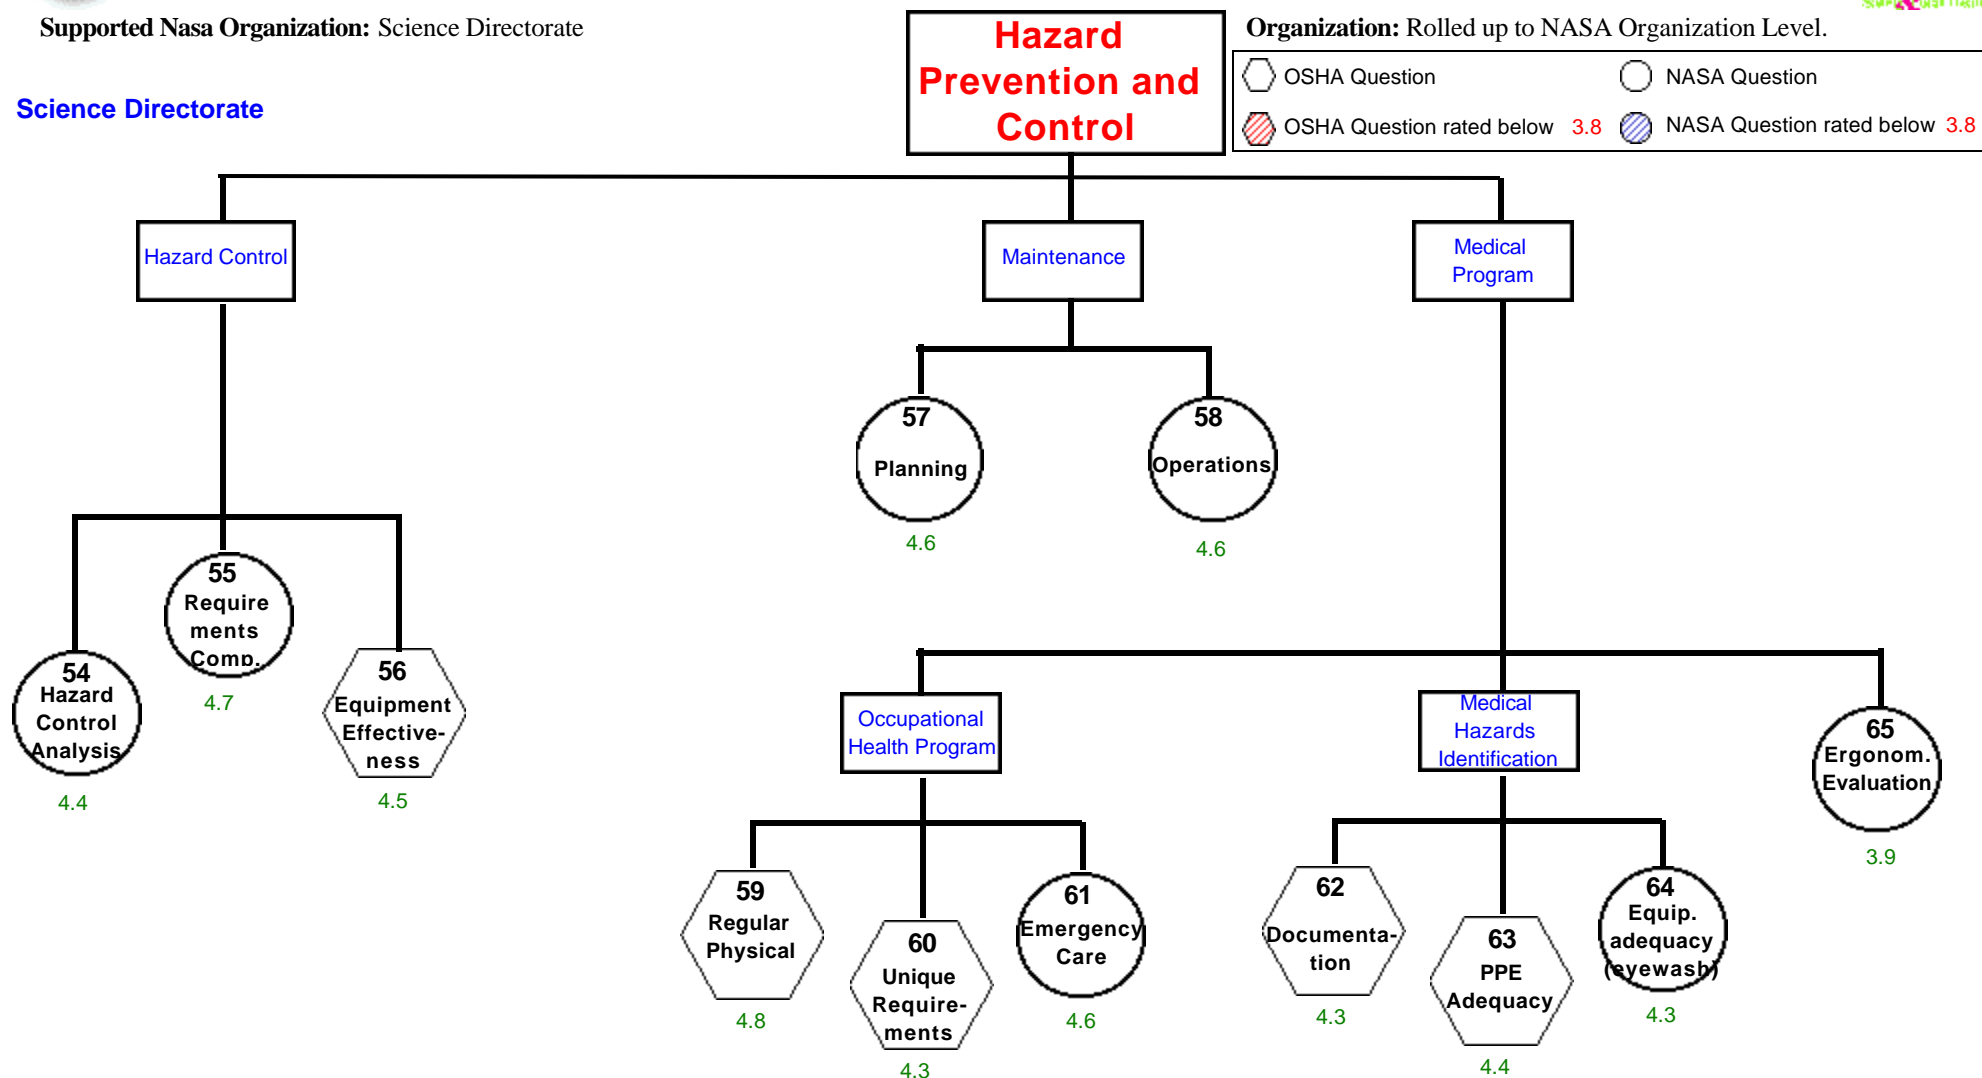 Supported Nasa Organization: Science Directorate
Organization: Rolled up to NASA Organization Level.
Hazard
Prevention and
Control
OSHA Question
NASA Question
OSHA Question rated below 3.8
NASA Question rated below 3.8
Science Directorate
Hazard Control
Maintenance
Medical
Program
57
Planning
4.6
58
Operations
4.6
54
Hazard
Control
Analysis
4.4
55
Require
ments
Comp.
4.7
56
Equipment
Effective-
ness
4.5
Occupational
Health Program
Medical
Hazards
Identification
65
Ergonom.
Evaluation
3.9
59
Regular
Physical
4.8
60
Unique
Require-
ments
4.3
61
Emergency
Care
4.6
62
Documenta-
tion
4.3
63
PPE
Adequacy
4.4
64
Equip.
adequacy
(eyewash)
4.3